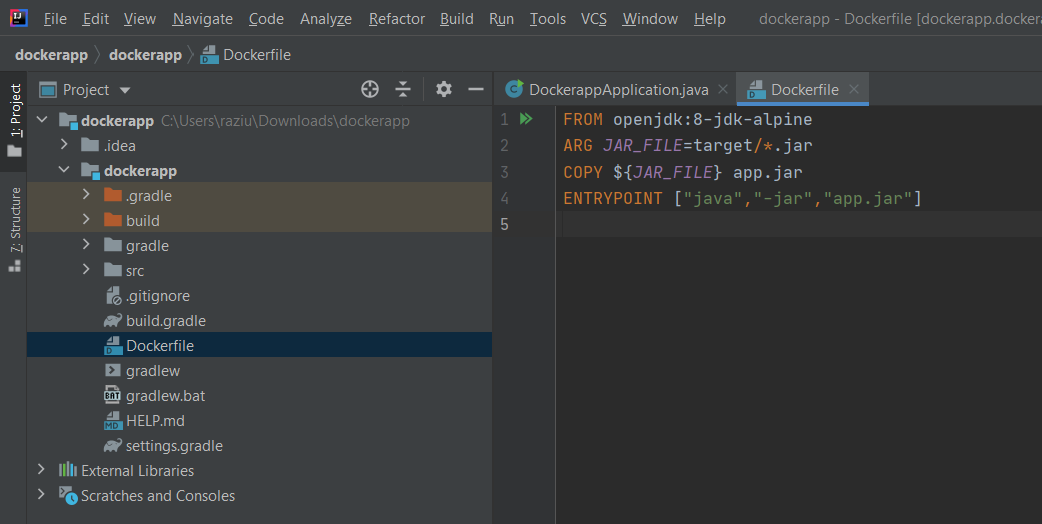 File Edit View Navigate Code Analyze Refactor Build Run Tools VCS Window Help dockerapp - Dockerfile [dockerapp.docker
dockerapp dockerapp Dockerfile
1: Project
7: Structure
Project
dockerapp C:\Users\raziu\Downloads\dockerapp
.idea
dockerapp
.gradle
build
gradle
src
.gitignore
build.gradle
Dockerfile
gradlew
gradlew.bat
HELP.md
settings.gradle
External Libraries
Scratches and Consoles
DockerappApplication.java Dockerfile
1 FROM openjdk:8-jdk-alpine
2 ARG JAR_FILE=target/*.jar
3 COPY ${JAR_FILE} app.jar
4 ENTRYPOINT ["java","-jar","app.jar"]
5